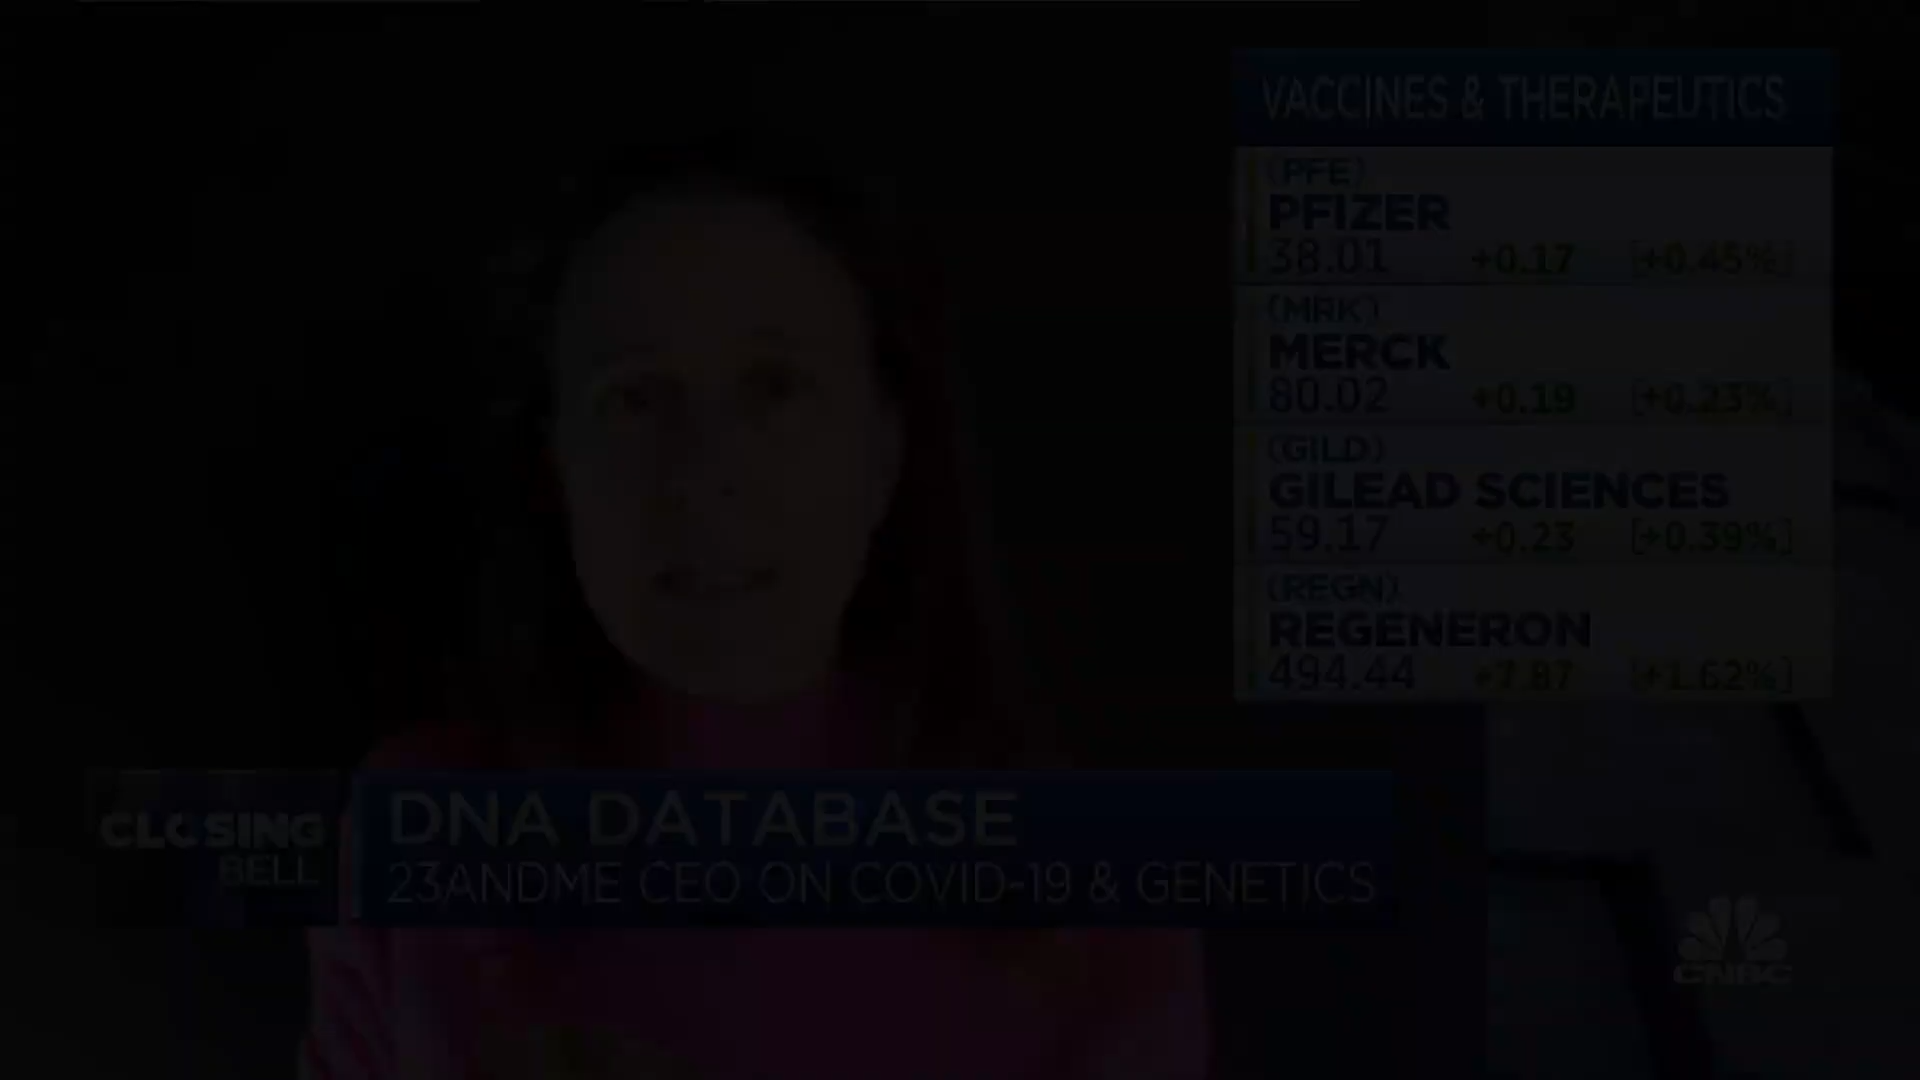 VACCINES & THERAPEUTICS
(PFE)
PFIZER
38.01 +0.17 [+0.45%]
(MRK)
MERCK
80.02 +0.19 [+0.23%]
(GILD)
GILEAD SCIENCES
59.17 +0.23 [+0.39%]
(REGN)
REGENERON
494.44 +7.87 [+1.62%]
CLOSING
BELL
DNA DATABASE
23ANDME CEO ON COVID-19 & GENETICS
CNBC